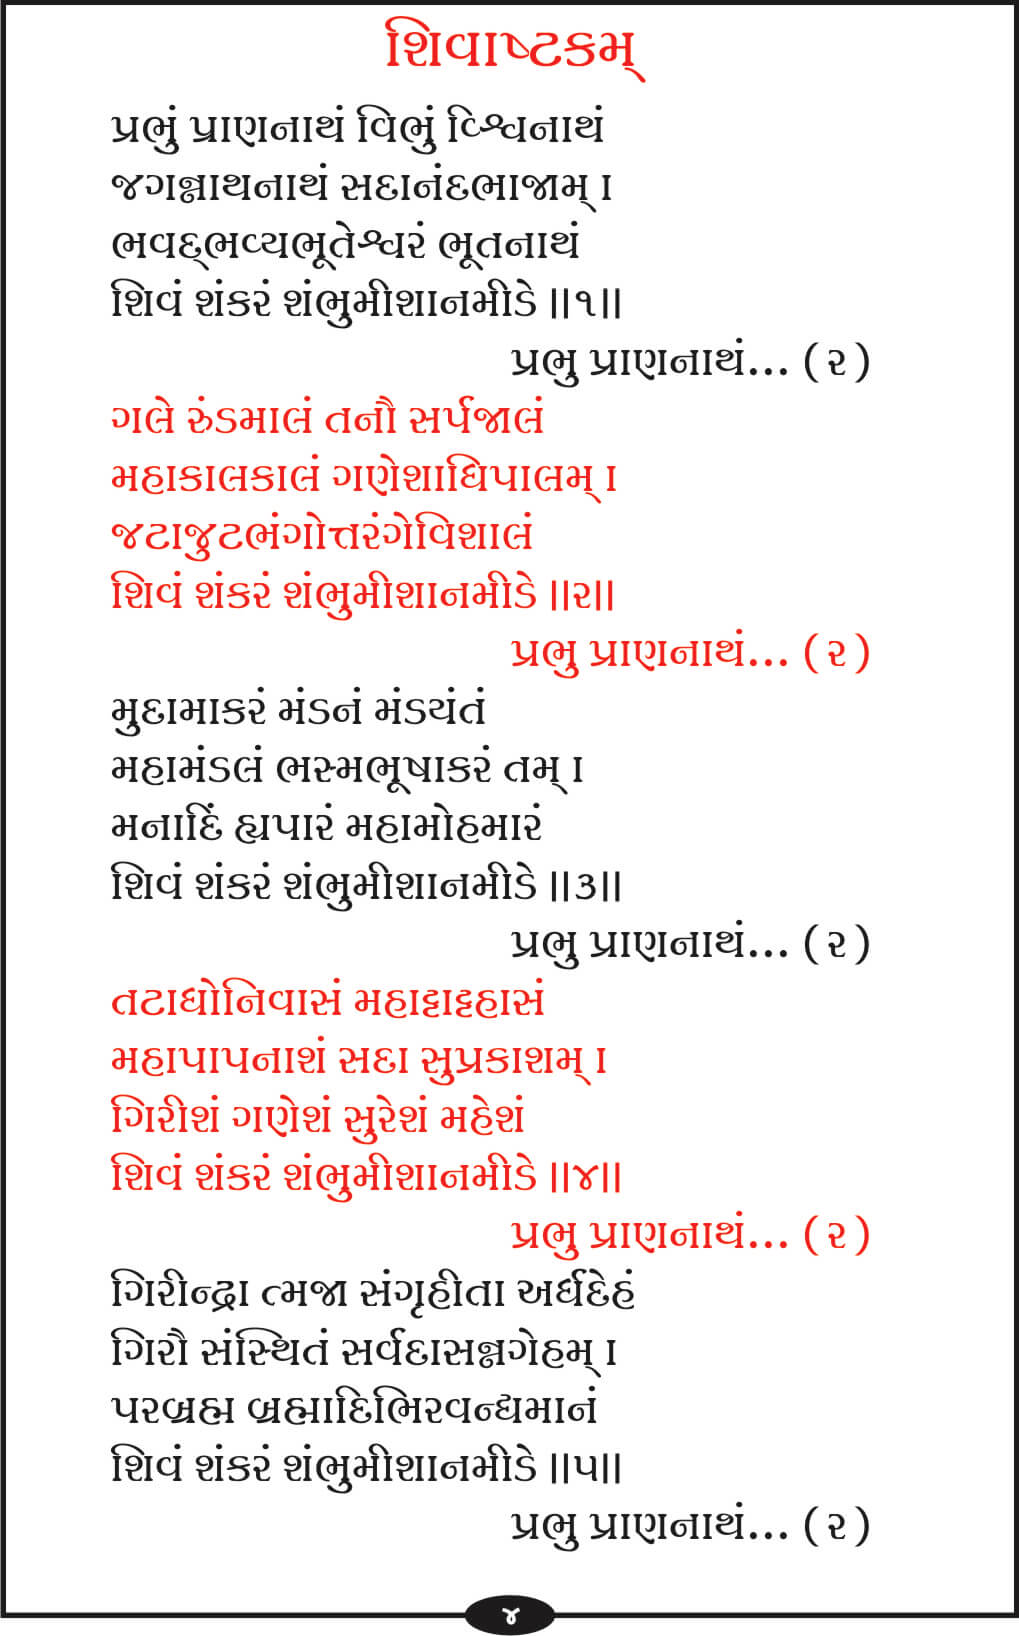 શિવાષ્ટકમ્
પ્રભું પ્રાણનાથં વિભું વ્શ્વિનાથં
જગન્નાથનાથં સદાનંદભાજામ્ ।
ભવદ્ભવ્યભૂતેશ્વરં ભૂતનાથં
શિવં શંકરં શંભુમીશાનમીડે ॥૧॥
પ્રભુ પ્રાણનાથં... (૨)
ગલે રુંડમાલં તનૌ સર્પજાલં
મહાકાલકાલં ગણેશાધિપાલમ્ ।
જટાજુટભંગોત્તરંગેવિશાલં
શિવં શંકરં શંભુમીશાનમીડે ॥૨॥
પ્રભુ પ્રાણનાથં... (૨)
મુદામાકરં મંડનં મંડયંતં
મહામંડલં ભસ્મભૂષાકરં તમ્ ।
મનાદિં હ્યપારં મહામોહમારં
શિવં શંકરં શંભુમીશાનમીડે ॥૩॥
પ્રભુ પ્રાણનાથં... (૨)
તટાધોનિવાસં મહાટ્ટાટ્ટહાસં
મહાપાપનાશં સદા સુપ્રકાશમ્ ।
ગિરીશં ગણેશં સુરેશં મહેશં
શિવં શંકરં શંભુમીશાનમીડે ॥૪॥
પ્રભુ પ્રાણનાથં... (૨)
ગિરીન્દ્રા ત્મજા સંગૃહીતા અર્ધદેહં
ગિરૌ સંસ્થિતં સર્વદાસન્નગેહમ્ ।
પરબ્રહ્મ બ્રહ્માદિભિરવન્ધમાનં
શિવં શંકરં શંભુમીશાનમીડે ॥૫॥
પ્રભુ પ્રાણનાથં... (૨)
૪